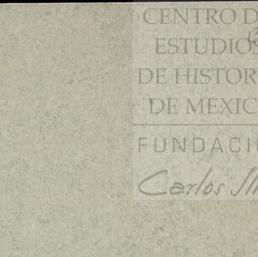 CENTRO D
ESTUDIOS
DE HISTOR
DE MEXIC
FUNDACI
Carlos Sl